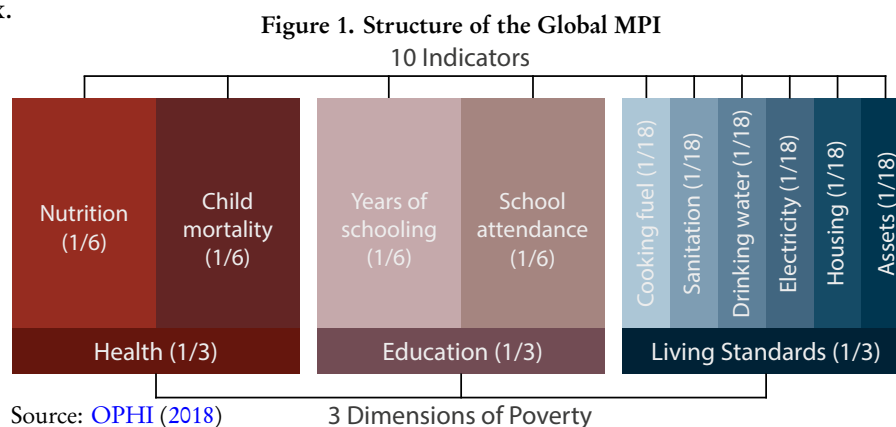 k.
Figure 1. Structure of the Global MPI
10 Indicators
Nutrition
(1/6)
Child
mortality
(1/6)
Years of
schooling
(1/6)
School
attendance
(1/6)
Cooking fuel (1/18)
Sanitation (1/18)
Drinking water (1/18)
Electricity (1/18)
Housing (1/18)
Assets (1/18)
Health (1/3)
Education (1/3)
Living Standards (1/3)
Source: OPHI (2018)
3 Dimensions of Poverty